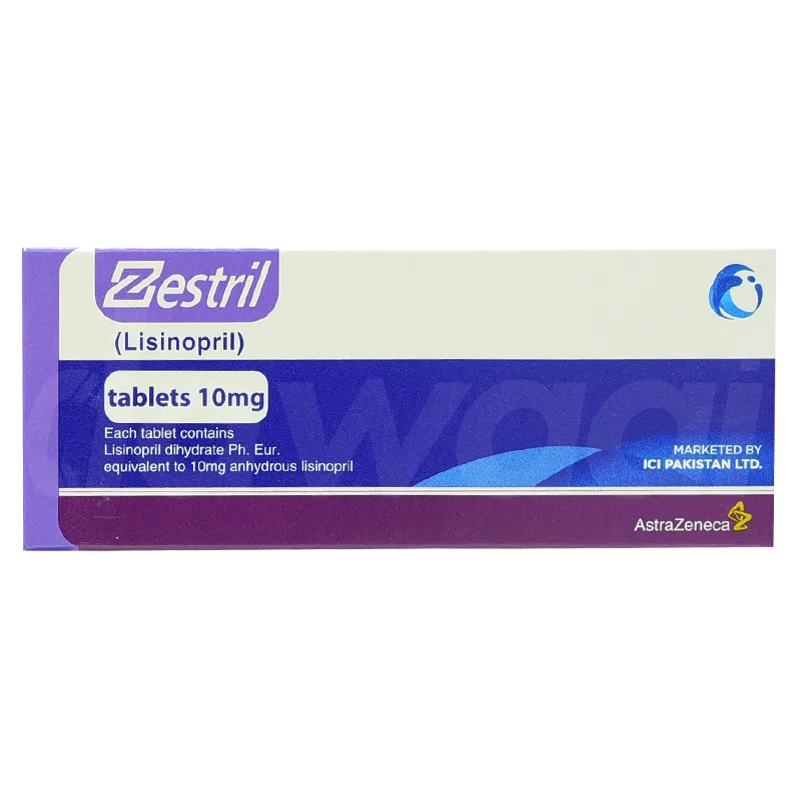 Zestril
(Lisinopril)
tablets 10mg
Each tablet contains
Lisinopril dihydrate Ph. Eur.
equivalent to 10mg anhydrous lisinopril
MARKETED BY
ICI PAKISTAN LTD.
AstraZeneca